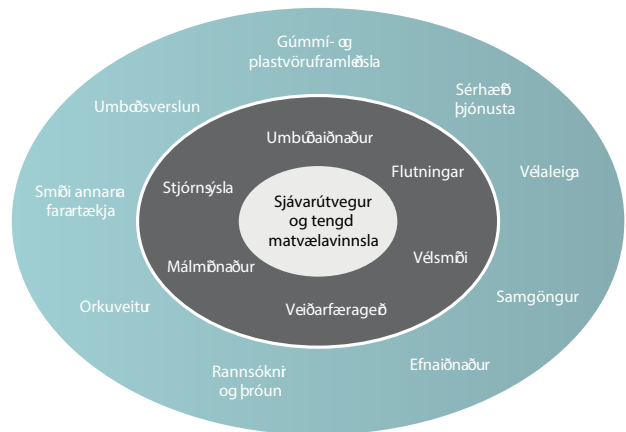 Gúmmí- og
plastvöruframleiðsla
Umboðsverslun
Sérhæfð
þjónusta
Umbúðaiðnaður
Flutningar
Vélaleiga
Stjórnsýsla
Smíði annarra
farartækja
Sjávarútvegur
og tengd
matvælavinnsla
Málmiðnaður
Vélsmíði
Orkuveitur
Veiðarfæragerð
Samgöngur
Rannsóknir
og þróun
Efnaiðnaður